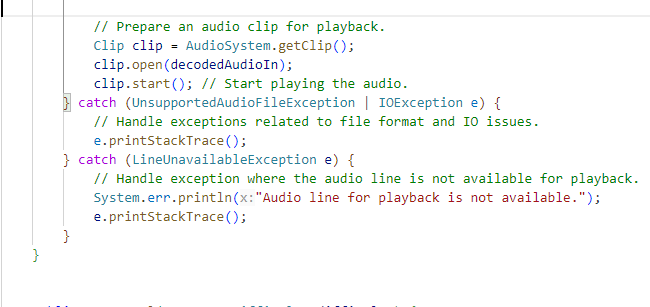 // Prepare an audio clip for playback.
Clip clip = AudioSystem.getClip();
clip.open(decodedAudioIn);
clip.start(); // Start playing the audio.
} catch (UnsupportedAudioFileException | IOException e) {
// Handle exceptions related to file format and IO issues.
e.printStackTrace();
} catch (LineUnavailableException e) {
// Handle exception where the audio line is not available for playback.
System.err.println(x:"Audio line for playback is not available.");
e.printStackTrace();
}
}